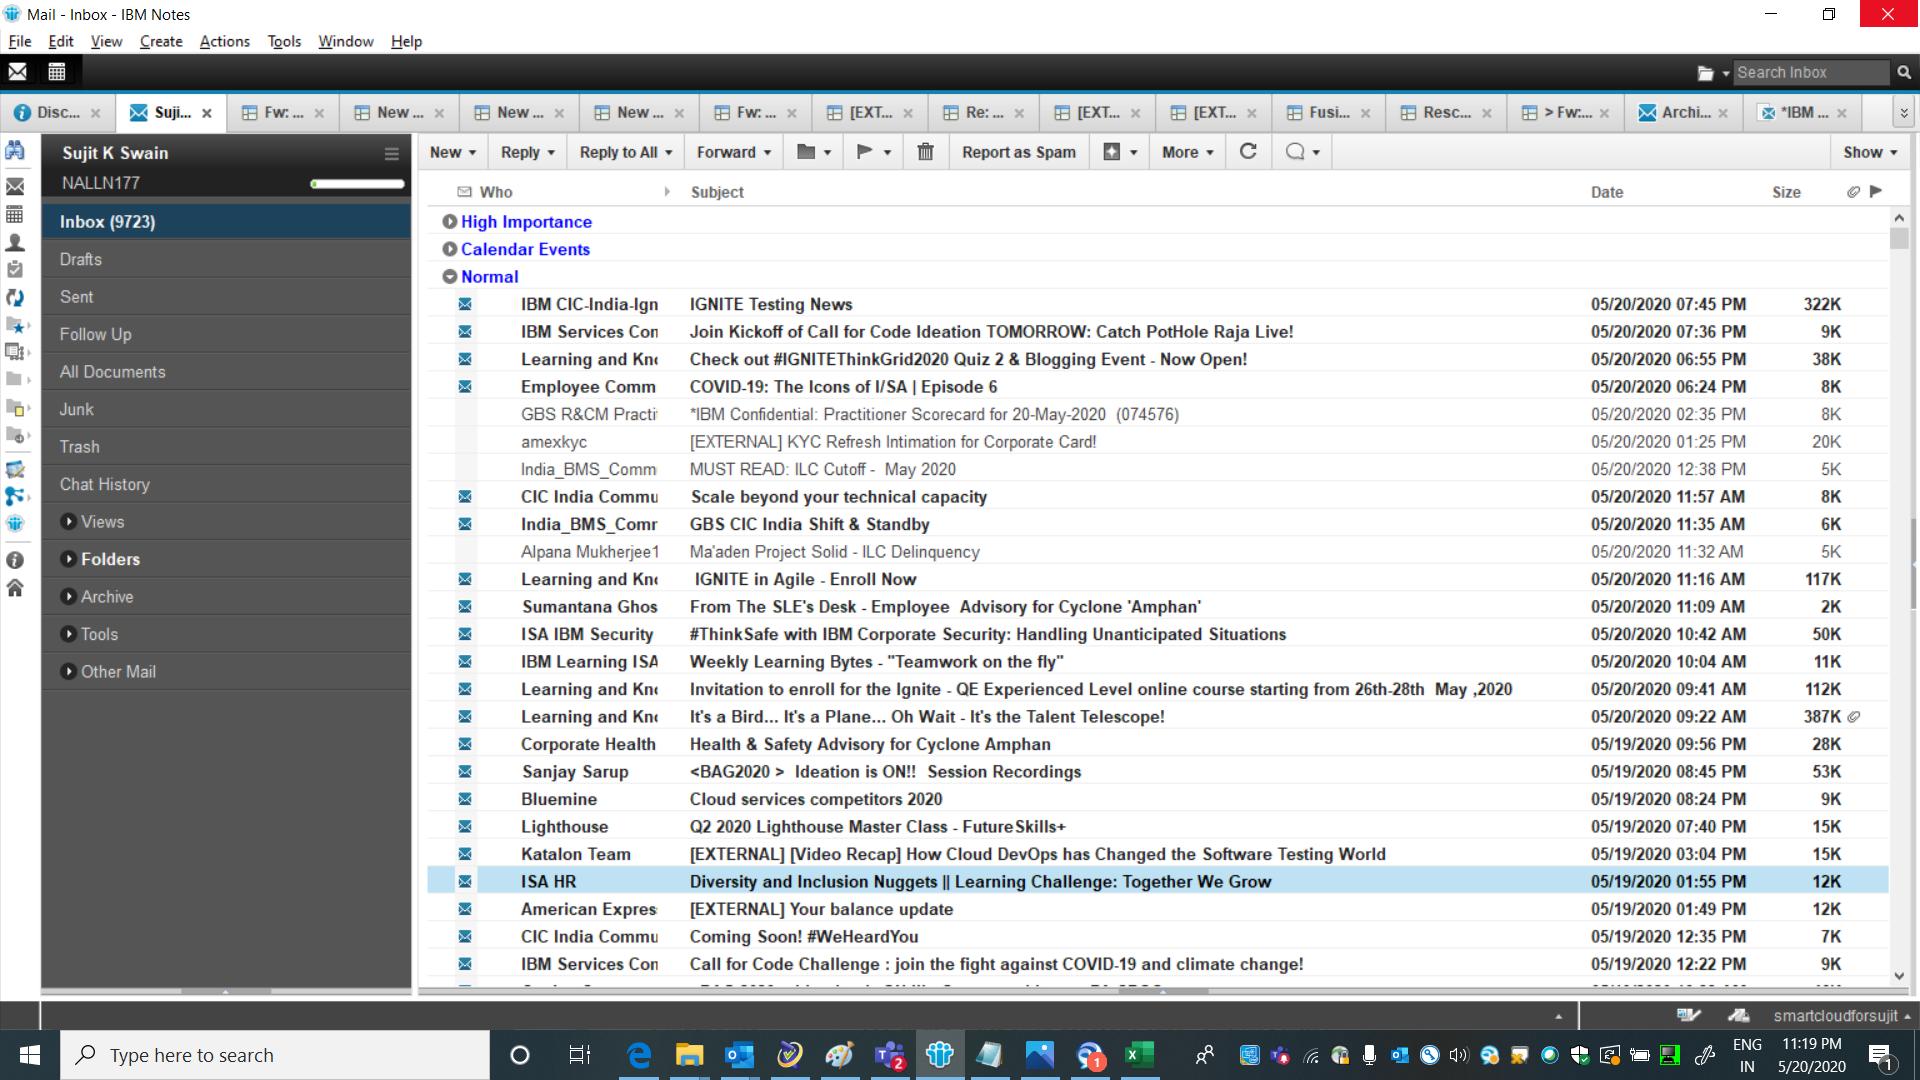 Mail - Inbox - IBM Notes
File Edit View Create Actions Tools Window Help
Search Inbox
Disc... Suji... Fw: ... New ... New ... New ... Fw: ... [EXT... Re: ... [EXT... [EXT... Fusi... Resc... > Fw:... Archi... *IBM ...
Sujit K Swain
NALLN177
Inbox (9723)
Drafts
Sent
Follow Up
All Documents
Junk
Trash
Chat History
Views
Folders
Archive
Tools
Other Mail
New Reply Reply to All Forward Report as Spam More Show
Who Subject Date Size
High Importance
Calendar Events
Normal
IBM CIC-India-Ign IGNITE Testing News 05/20/2020 07:45 PM 322K
IBM Services Con Join Kickoff of Call for Code Ideation TOMORROW: Catch PotHole Raja Live! 05/20/2020 07:36 PM 9K
Learning and Kno Check out #IGNITEThinkGrid2020 Quiz 2 & Blogging Event - Now Open! 05/20/2020 06:55 PM 38K
Employee Comm COVID-19: The Icons of I/SA | Episode 6 05/20/2020 06:24 PM 8K
GBS R&CM Practi *IBM Confidential: Practitioner Scorecard for 20-May-2020 (074576) 05/20/2020 02:35 PM 8K
amexkyc [EXTERNAL] KYC Refresh Intimation for Corporate Card! 05/20/2020 01:25 PM 20K
India_BMS_Comm MUST READ: ILC Cutoff - May 2020 05/20/2020 12:38 PM 5K
CIC India Commu Scale beyond your technical capacity 05/20/2020 11:57 AM 8K
India_BMS_Comm GBS CIC India Shift & Standby 05/20/2020 11:35 AM 6K
Alpana Mukherjee1 Ma'aden Project Solid - ILC Delinquency 05/20/2020 11:32 AM 5K
Learning and Kno IGNITE in Agile - Enroll Now 05/20/2020 11:16 AM 117K
Sumantana Ghos From The SLE's Desk - Employee Advisory for Cyclone 'Amphan' 05/20/2020 11:09 AM 2K
ISA IBM Security #ThinkSafe with IBM Corporate Security: Handling Unanticipated Situations 05/20/2020 10:42 AM 50K
IBM Learning ISA Weekly Learning Bytes - "Teamwork on the fly" 05/20/2020 10:04 AM 11K
Learning and Kno Invitation to enroll for the Ignite - QE Experienced Level online course starting from 26th-28th May ,2020 05/20/2020 09:41 AM 112K
Learning and Kno It's a Bird... It's a Plane... Oh Wait - It's the Talent Telescope! 05/20/2020 09:22 AM 387K
Corporate Health Health & Safety Advisory for Cyclone Amphan 05/19/2020 09:56 PM 28K
Sanjay Sarup <BAG2020 > Ideation is ON!! Session Recordings 05/19/2020 08:45 PM 53K
Bluemine Cloud services competitors 2020 05/19/2020 08:24 PM 9K
Lighthouse Q2 2020 Lighthouse Master Class - FutureSkills+ 05/19/2020 07:40 PM 15K
Katalon Team [EXTERNAL] [Video Recap] How Cloud DevOps has Changed the Software Testing World 05/19/2020 03:04 PM 15K
ISA HR Diversity and Inclusion Nuggets || Learning Challenge: Together We Grow 05/19/2020 01:55 PM 12K
American Expres [EXTERNAL] Your balance update 05/19/2020 01:49 PM 12K
CIC India Commu Coming Soon! #WeHeardYou 05/19/2020 12:35 PM 7K
IBM Services Con Call for Code Challenge : join the fight against COVID-19 and climate change! 05/19/2020 12:22 PM 9K
smartcloudforsujit
Type here to search
2 1
ENG 11:19 PM
IN 5/20/2020 1